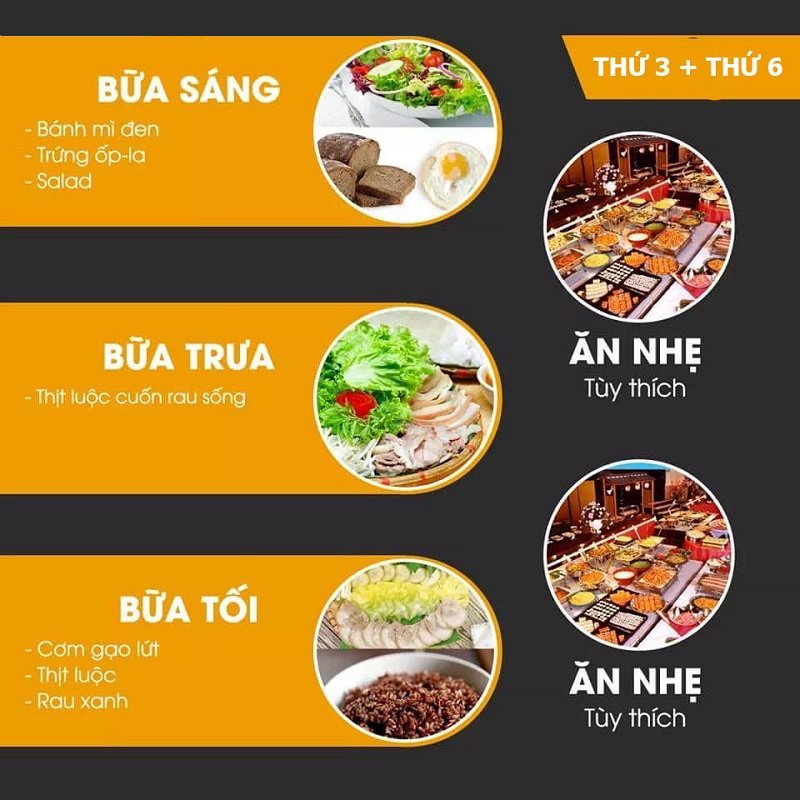 THỨ 3 + THỨ 6
BỮA SÁNG
- Bánh mì đen
- Trứng ốp-la
- Salad
ĂN NHẸ
Tùy thích
BỮA TRƯA
- Thịt luộc cuốn rau sống
ĂN NHẸ
Tùy thích
BỮA TỐI
- Cơm gạo lứt
- Thịt luộc
- Rau xanh